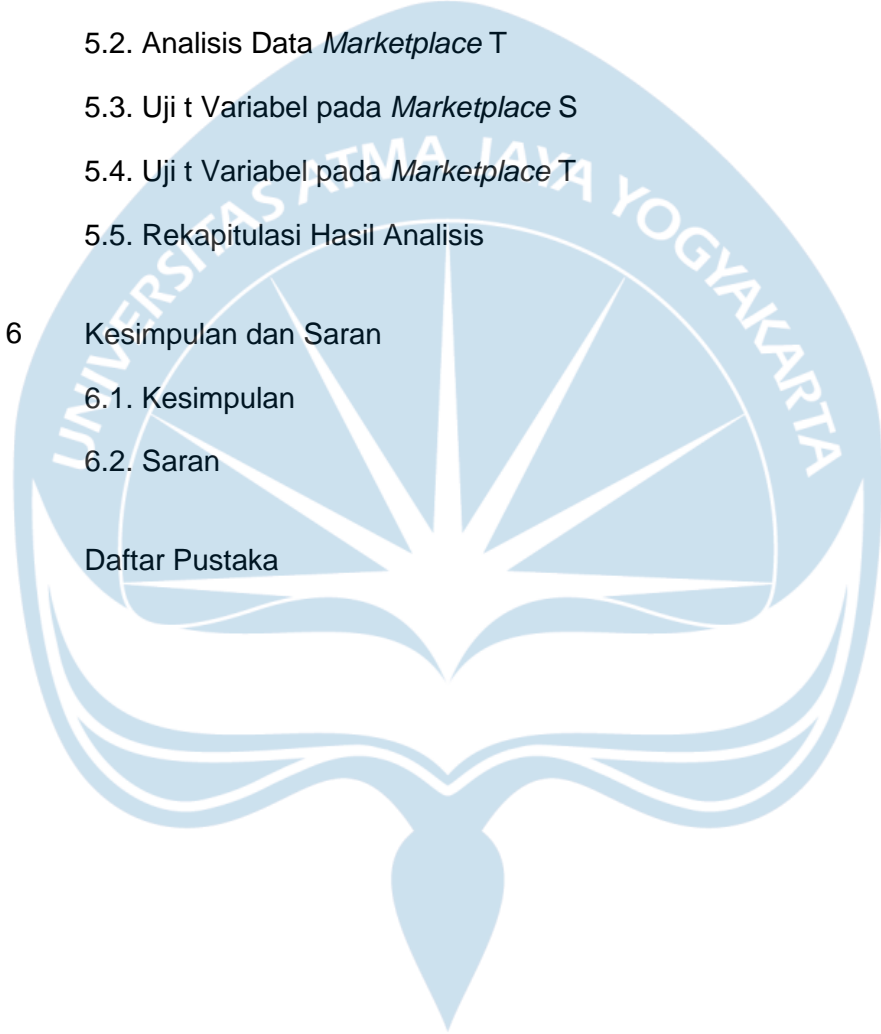 5.2. Analisis Data Marketplace T
5.3. Uji t Variabel pada Marketplace S
5.4. Uji t Variabel pada Marketplace T
5.5. Rekapitulasi Hasil Analisis
6 Kesimpulan dan Saran
6.1. Kesimpulan
6.2. Saran
Daftar Pustaka
UNIVERSITAS ATMA JAYA YOGYAKARTA